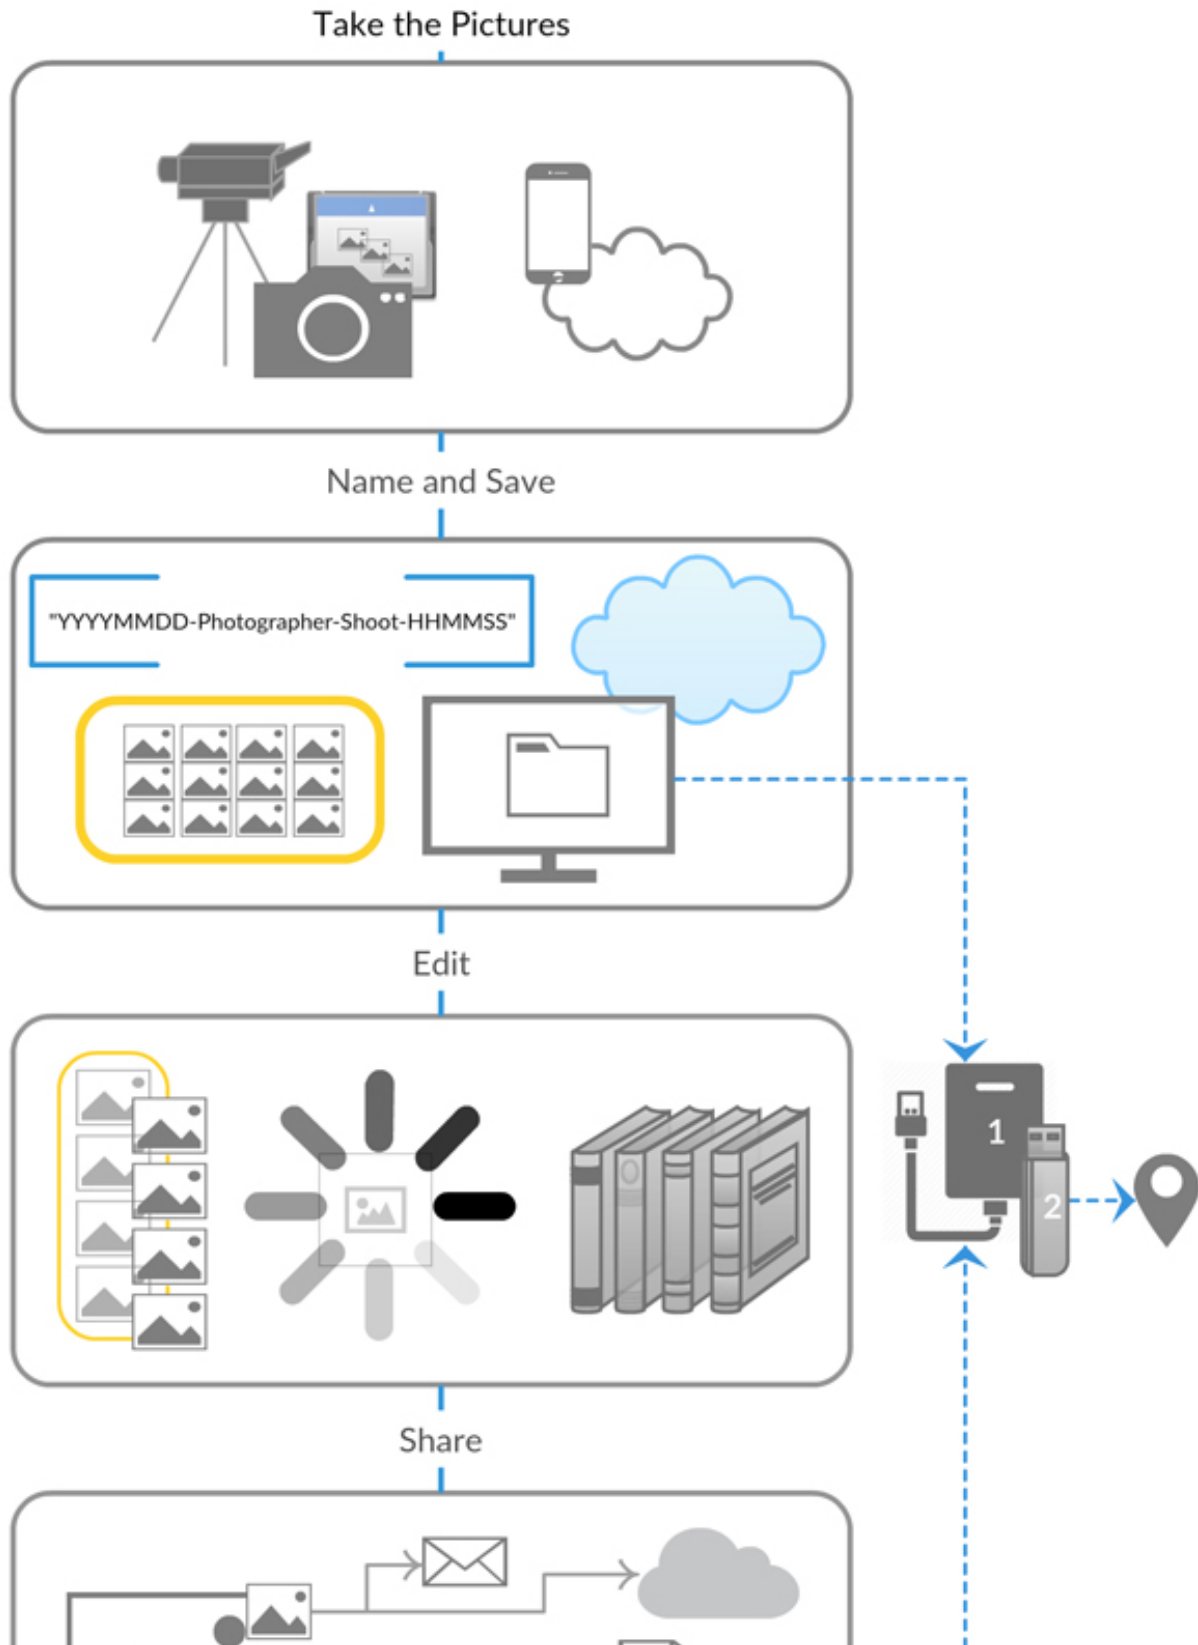 Take the Pictures
Name and Save
"YYYYMMDD-Photographer-Shoot-HHMMSS"
Edit
1
2
Share